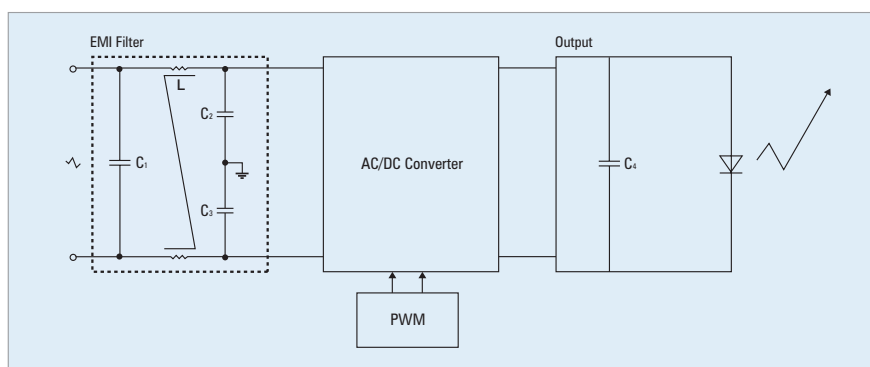 EMI Filter
Output
L
C2
C1
AC/DC Converter
C4
C3
PWM